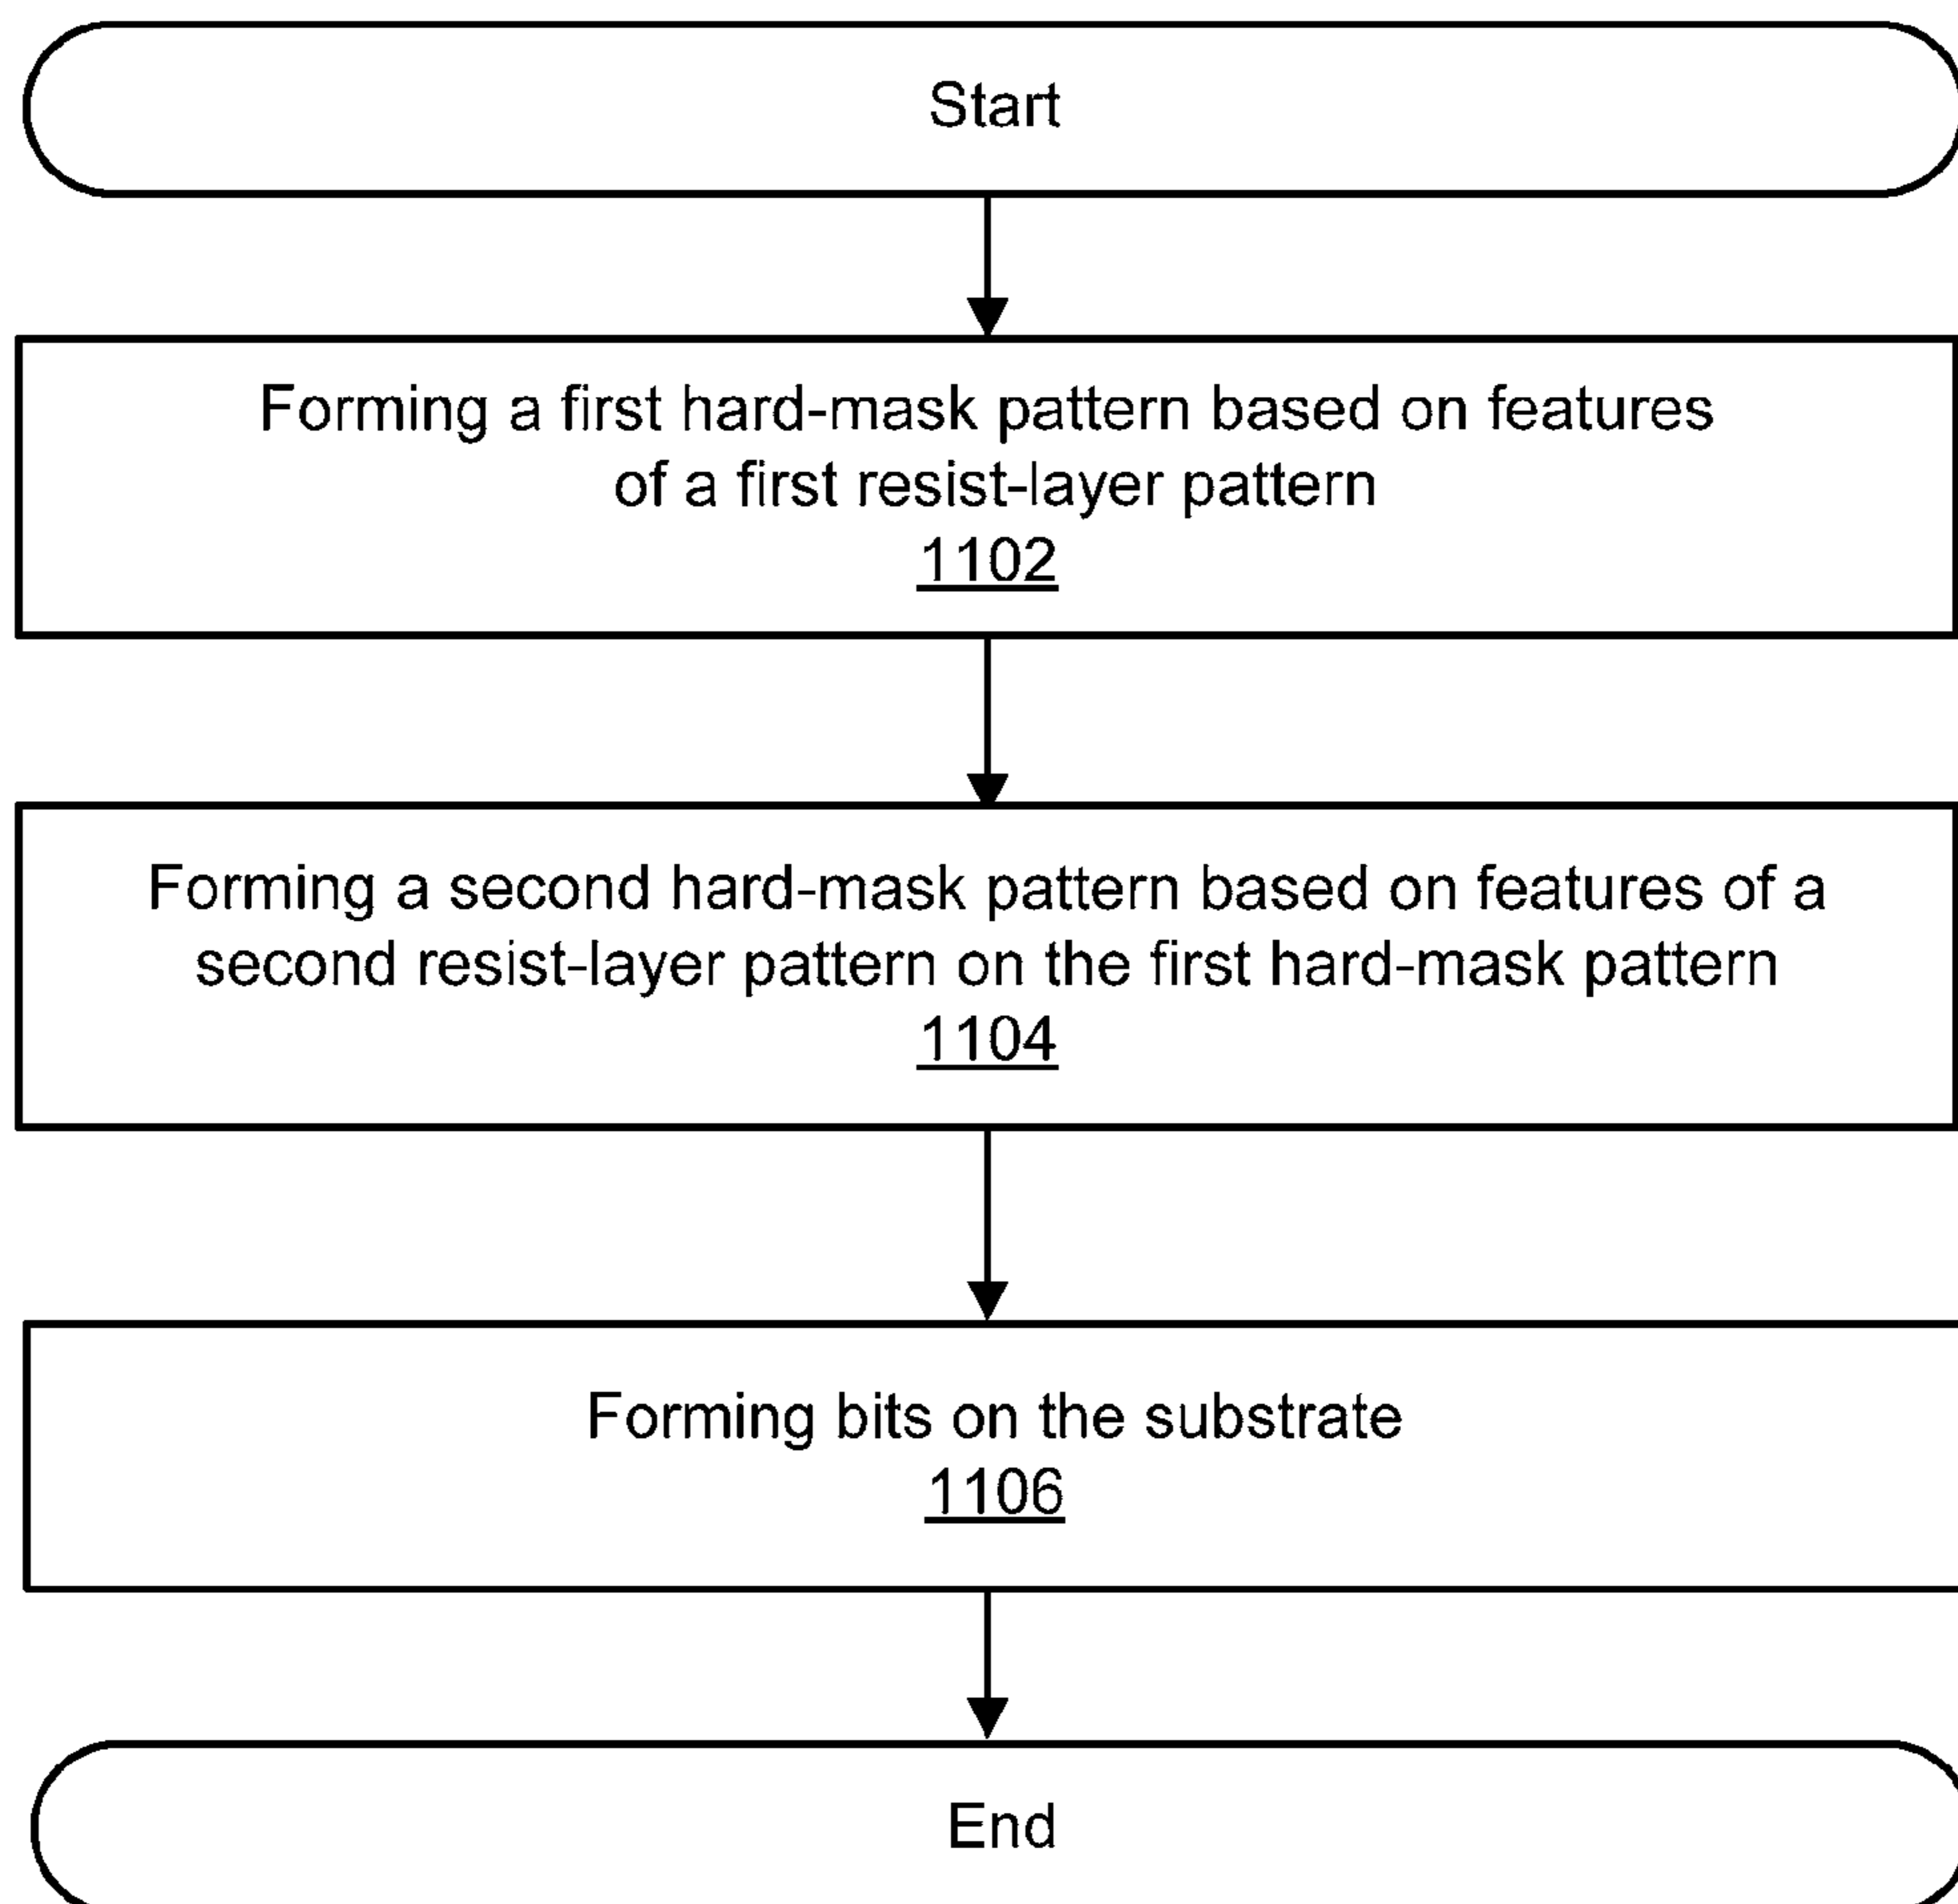 Start
Forming a first hard-mask pattern based on features
of a first resist-layer pattern
1102
Forming a second hard-mask pattern based on features of a
second resist-layer pattern on the first hard-mask pattern
1104
Forming bits on the substrate
1106
End